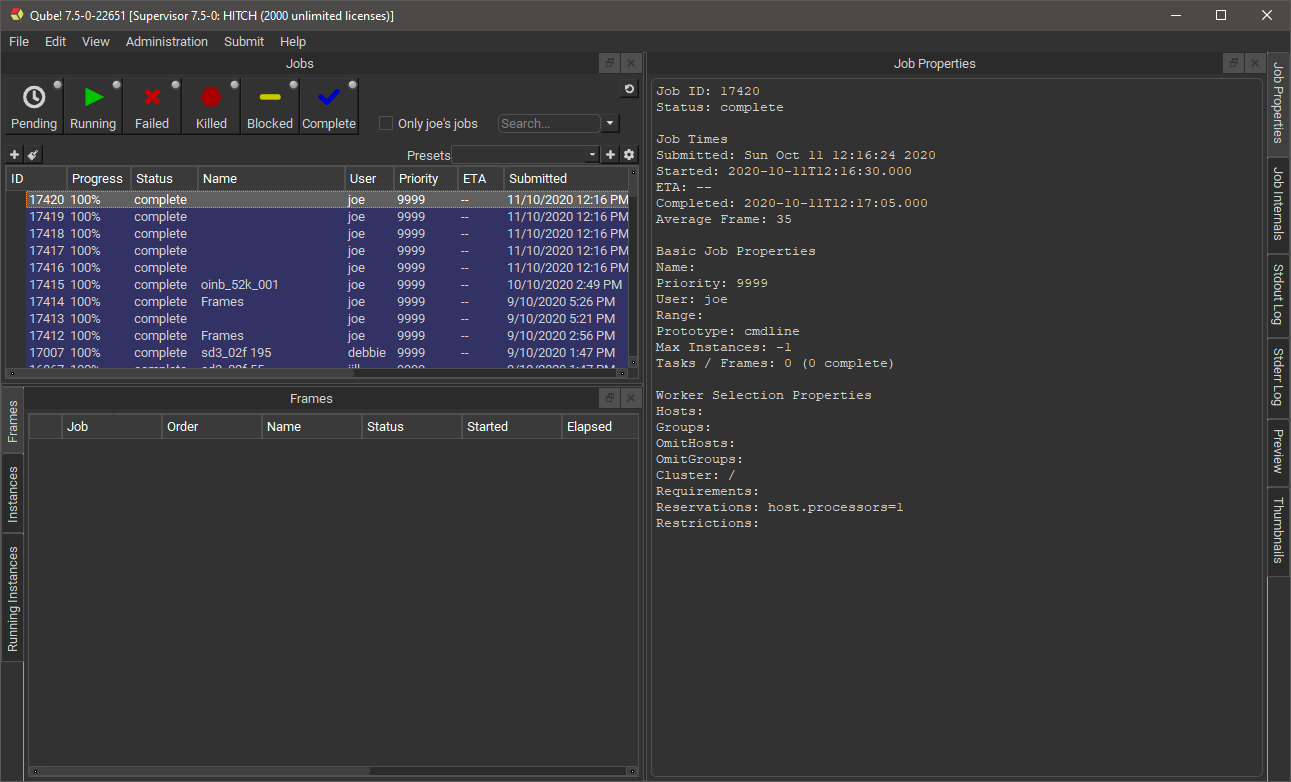 Qube! 7.5-0-22651 [Supervisor 7.5-0: HITCH (2000 unlimited licenses)]
File Edit View Administration Submit Help
Jobs
Pending Running Failed Killed Blocked Complete Only joe's jobs Search...
Presets
ID Progress Status Name User Priority ETA Submitted
17420 100% complete joe 9999 -- 11/10/2020 12:16 PM
17419 100% complete joe 9999 -- 11/10/2020 12:16 PM
17418 100% complete joe 9999 -- 11/10/2020 12:16 PM
17417 100% complete joe 9999 -- 11/10/2020 12:16 PM
17416 100% complete joe 9999 -- 11/10/2020 12:16 PM
17415 100% complete oinb_52k_001 joe 9999 -- 10/10/2020 2:49 PM
17414 100% complete Frames joe 9999 -- 9/10/2020 5:26 PM
17413 100% complete joe 9999 -- 9/10/2020 5:21 PM
17412 100% complete Frames joe 9999 -- 9/10/2020 2:56 PM
17007 100% complete sd3_02f 195 debbie 9999 -- 9/10/2020 1:47 PM
Frames
Instances
Running Instances
Frames
Job Order Name Status Started Elapsed
Job Properties
Job ID: 17420
Status: complete
Job Times
Submitted: Sun Oct 11 12:16:24 2020
Started: 2020-10-11T12:16:30.000
ETA: --
Completed: 2020-10-11T12:17:05.000
Average Frame: 35
Basic Job Properties
Name:
Priority: 9999
User: joe
Range:
Prototype: cmdline
Max Instances: -1
Tasks / Frames: 0 (0 complete)
Worker Selection Properties
Hosts:
Groups:
OmitHosts:
OmitGroups:
Cluster: /
Requirements:
Reservations: host.processors=1
Restrictions:
Job Properties
Job Internals
Stdout Log
Stderr Log
Preview
Thumbnails